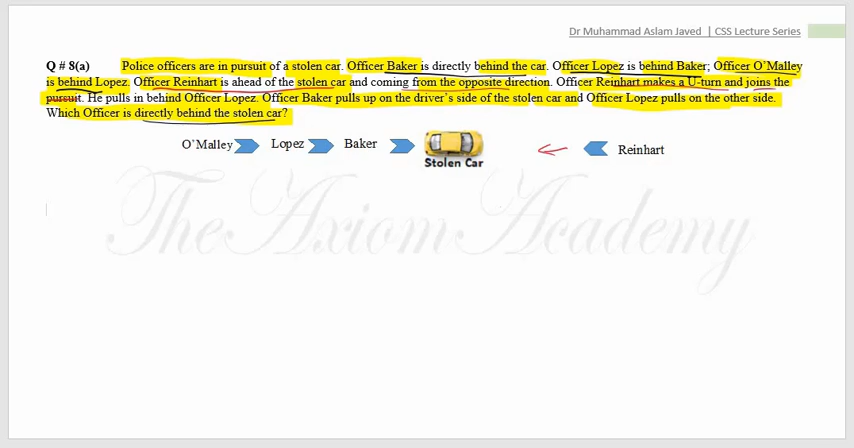 Dr Muhammad Aslam Javed | CSS Lecture Series
Q # 8(a) Police officers are in pursuit of a stolen car. Officer Baker is directly behind the car. Officer Lopez is behind Baker; Officer O’Malley
is behind Lopez. Officer Reinhart is ahead of the stolen car and coming from the opposite direction. Officer Reinhart makes a U-turn and joins the
pursuit. He pulls in behind Officer Lopez. Officer Baker pulls up on the driver’s side of the stolen car and Officer Lopez pulls on the other side.
Which Officer is directly behind the stolen car?
O’Malley Lopez Baker Reinhart
Stolen Car
The Axiom Academy